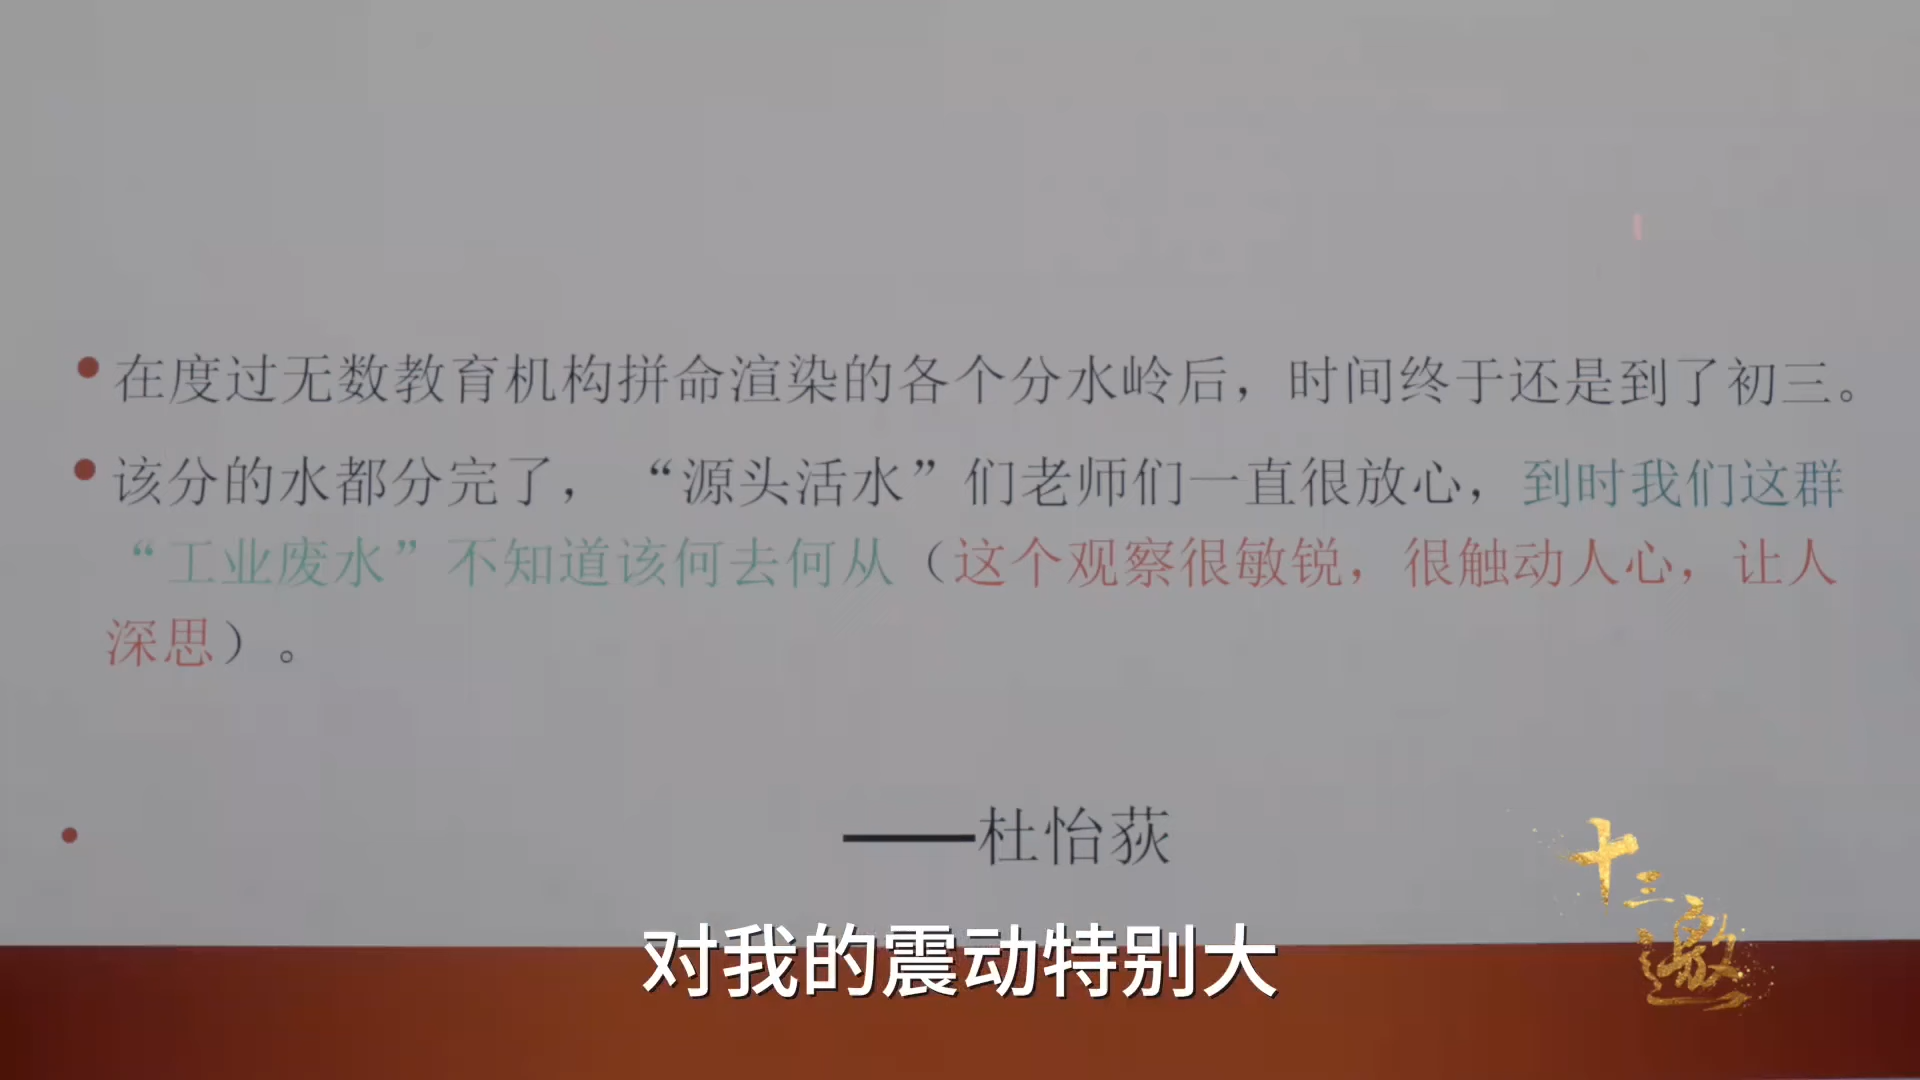 在度过无数教育机构拼命渲染的各个分水岭后，时间终于还是到了初三。
该分的水都分完了，“源头活水”们老师们一直很放心，到时我们这群
“工业废水”不知道该何去何从（这个观察很敏锐，很触动人心，让人
深思）。
——杜怡荻
十三邀
对我的震动特别大